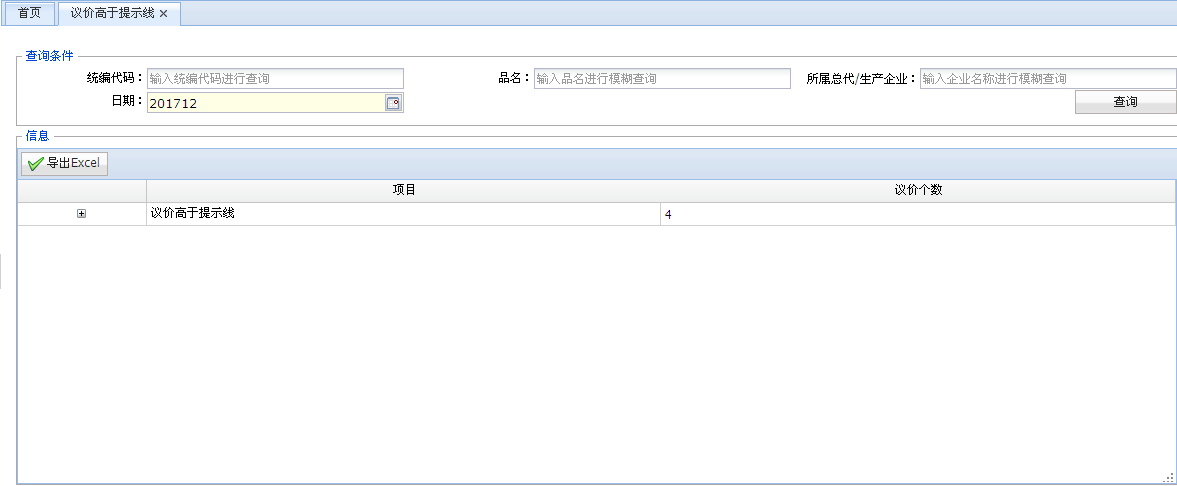 首页 议价高于提示线
查询条件
统编代码： 输入统编代码进行查询 品名： 输入品名进行模糊查询 所属总代/生产企业： 输入企业名称进行模糊查询
日期： 201712 查询
信息
导出Excel
项目 议价个数
议价高于提示线 4